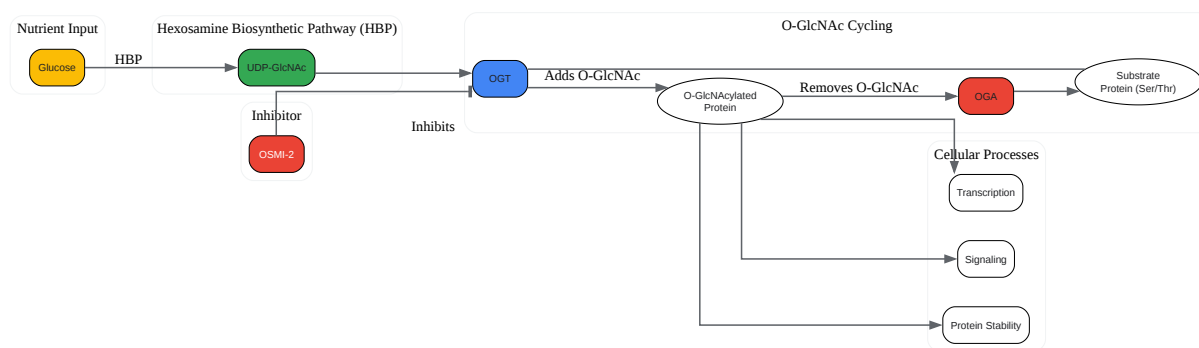 Nutrient Input
Hexosamine Biosynthetic Pathway (HBP)
O-GlcNAc Cycling
Glucose
HBP
UDP-GlcNAc
OGT
Adds O-GlcNAc
O-GlcNAcylated
Protein
Removes O-GlcNAc
OGA
Substrate
Protein (Ser/Thr)
Inhibitor
Inhibits
OSMI-2
Cellular Processes
Transcription
Signaling
Protein Stability